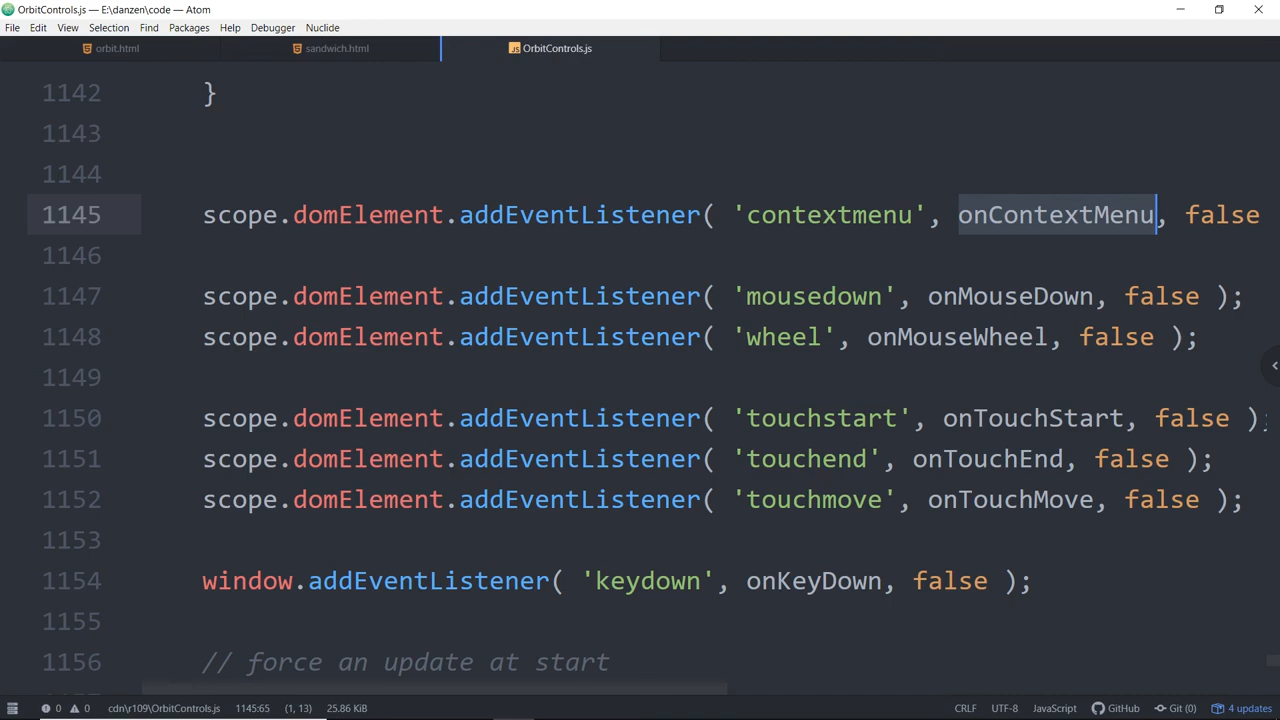 OrbitControls.js — E:\danzen\code — Atom
File Edit View Selection Find Packages Help Debugger Nuclide
orbit.html sandwich.html OrbitControls.js
1142 }
1143
1144
1145 scope.domElement.addEventListener( 'contextmenu', onContextMenu, false
1146
1147 scope.domElement.addEventListener( 'mousedown', onMouseDown, false );
1148 scope.domElement.addEventListener( 'wheel', onMouseWheel, false );
1149
1150 scope.domElement.addEventListener( 'touchstart', onTouchStart, false );
1151 scope.domElement.addEventListener( 'touchend', onTouchEnd, false );
1152 scope.domElement.addEventListener( 'touchmove', onTouchMove, false );
1153
1154 window.addEventListener( 'keydown', onKeyDown, false );
1155
1156 // force an update at start
0 0 cdn\r109\OrbitControls.js 1145:65 (1, 13) 25.86 KiB CRLF UTF-8 JavaScript GitHub Git (0) 4 updates